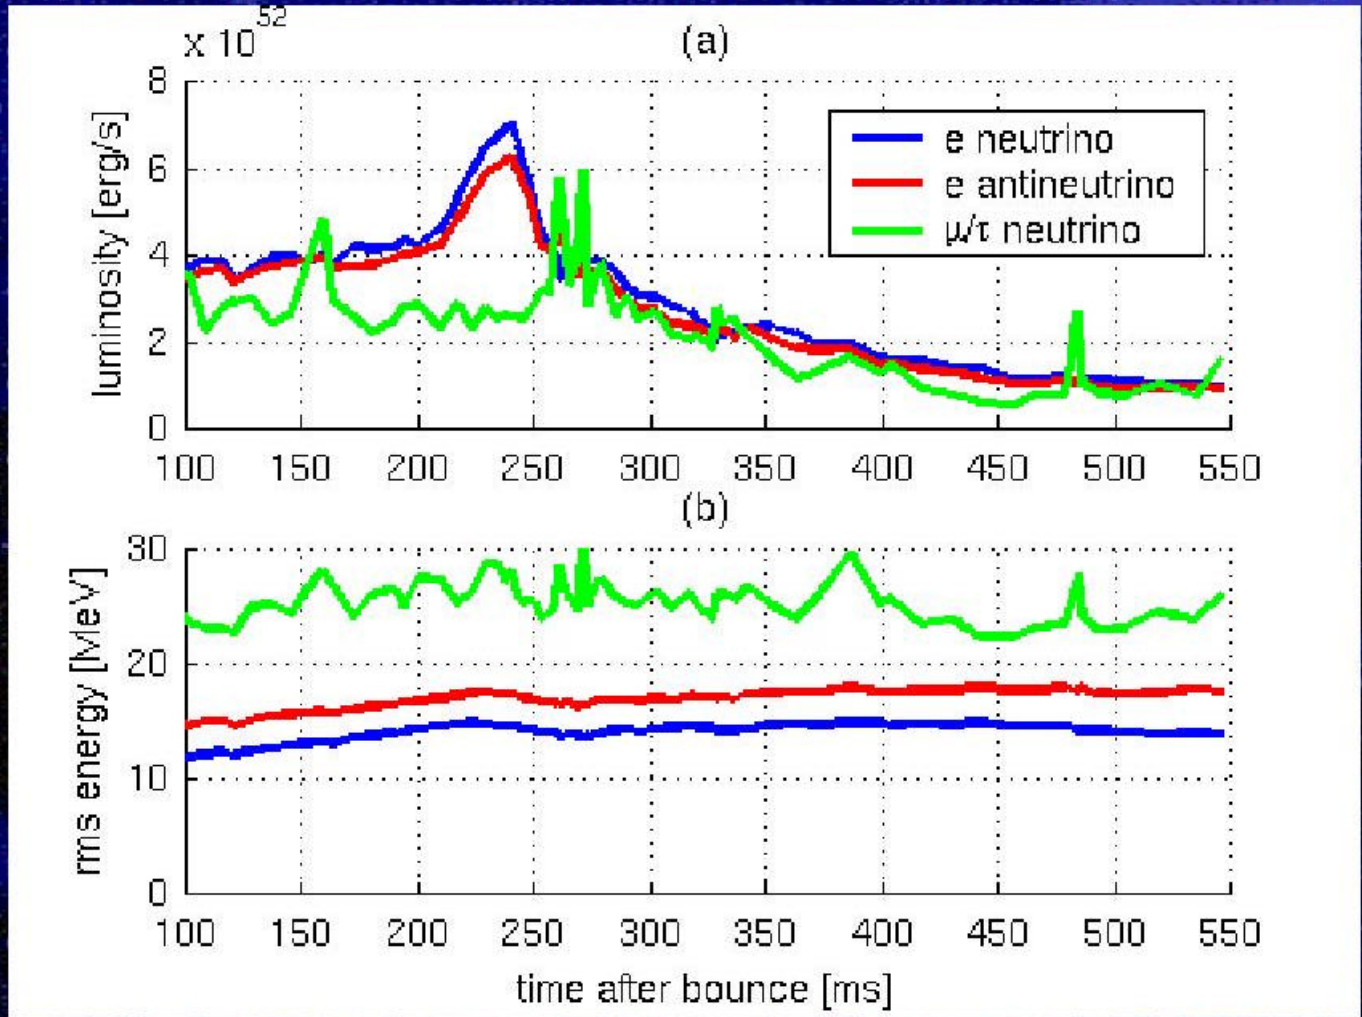 x 10^52
(a)
8
6
4
2
0
luminosity [erg/s]
e neutrino
e antineutrino
μ/τ neutrino
100 150 200 250 300 350 400 450 500 550
(b)
30
20
10
0
rms energy [MeV]
100 150 200 250 300 350 400 450 500 550
time after bounce [ms]